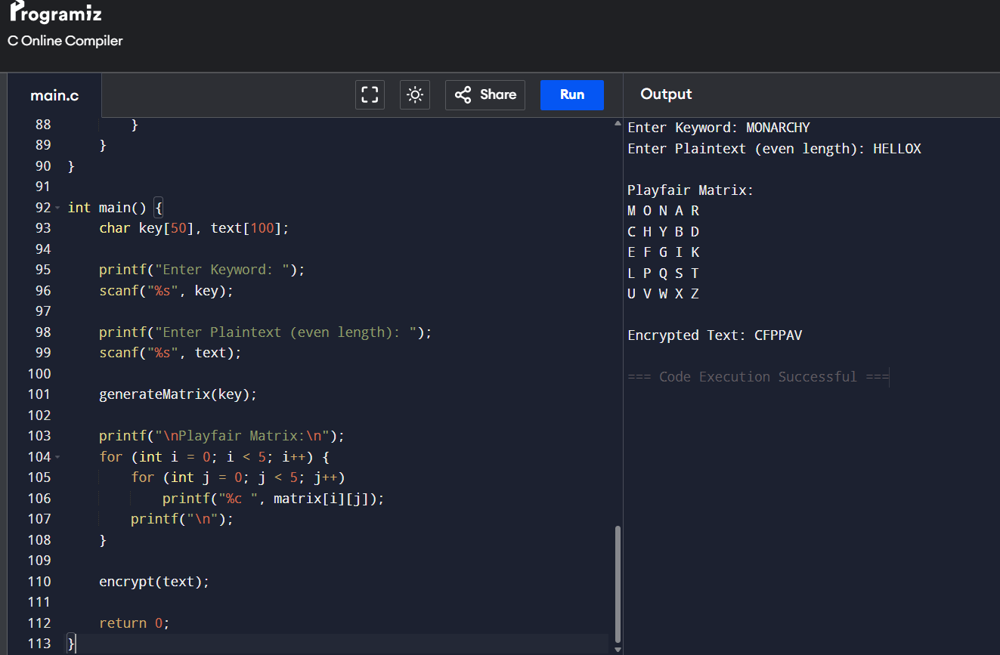 Programiz
C Online Compiler
main.c
Share
Run
Output
88             }
89         }
90 }
91
92 int main() {
93     char key[50], text[100];
94
95     printf("Enter Keyword: ");
96     scanf("%s", key);
97
98     printf("Enter Plaintext (even length): ");
99     scanf("%s", text);
100
101     generateMatrix(key);
102
103     printf("\nPlayfair Matrix:\n");
104     for (int i = 0; i < 5; i++) {
105         for (int j = 0; j < 5; j++)
106             printf("%c ", matrix[i][j]);
107         printf("\n");
108     }
109
110     encrypt(text);
111
112     return 0;
113 }
Enter Keyword: MONARCHY
Enter Plaintext (even length): HELLOX

Playfair Matrix:
M O N A R
C H Y B D
E F G I K
L P Q S T
U V W X Z

Encrypted Text: CFPPAV

=== Code Execution Successful ===